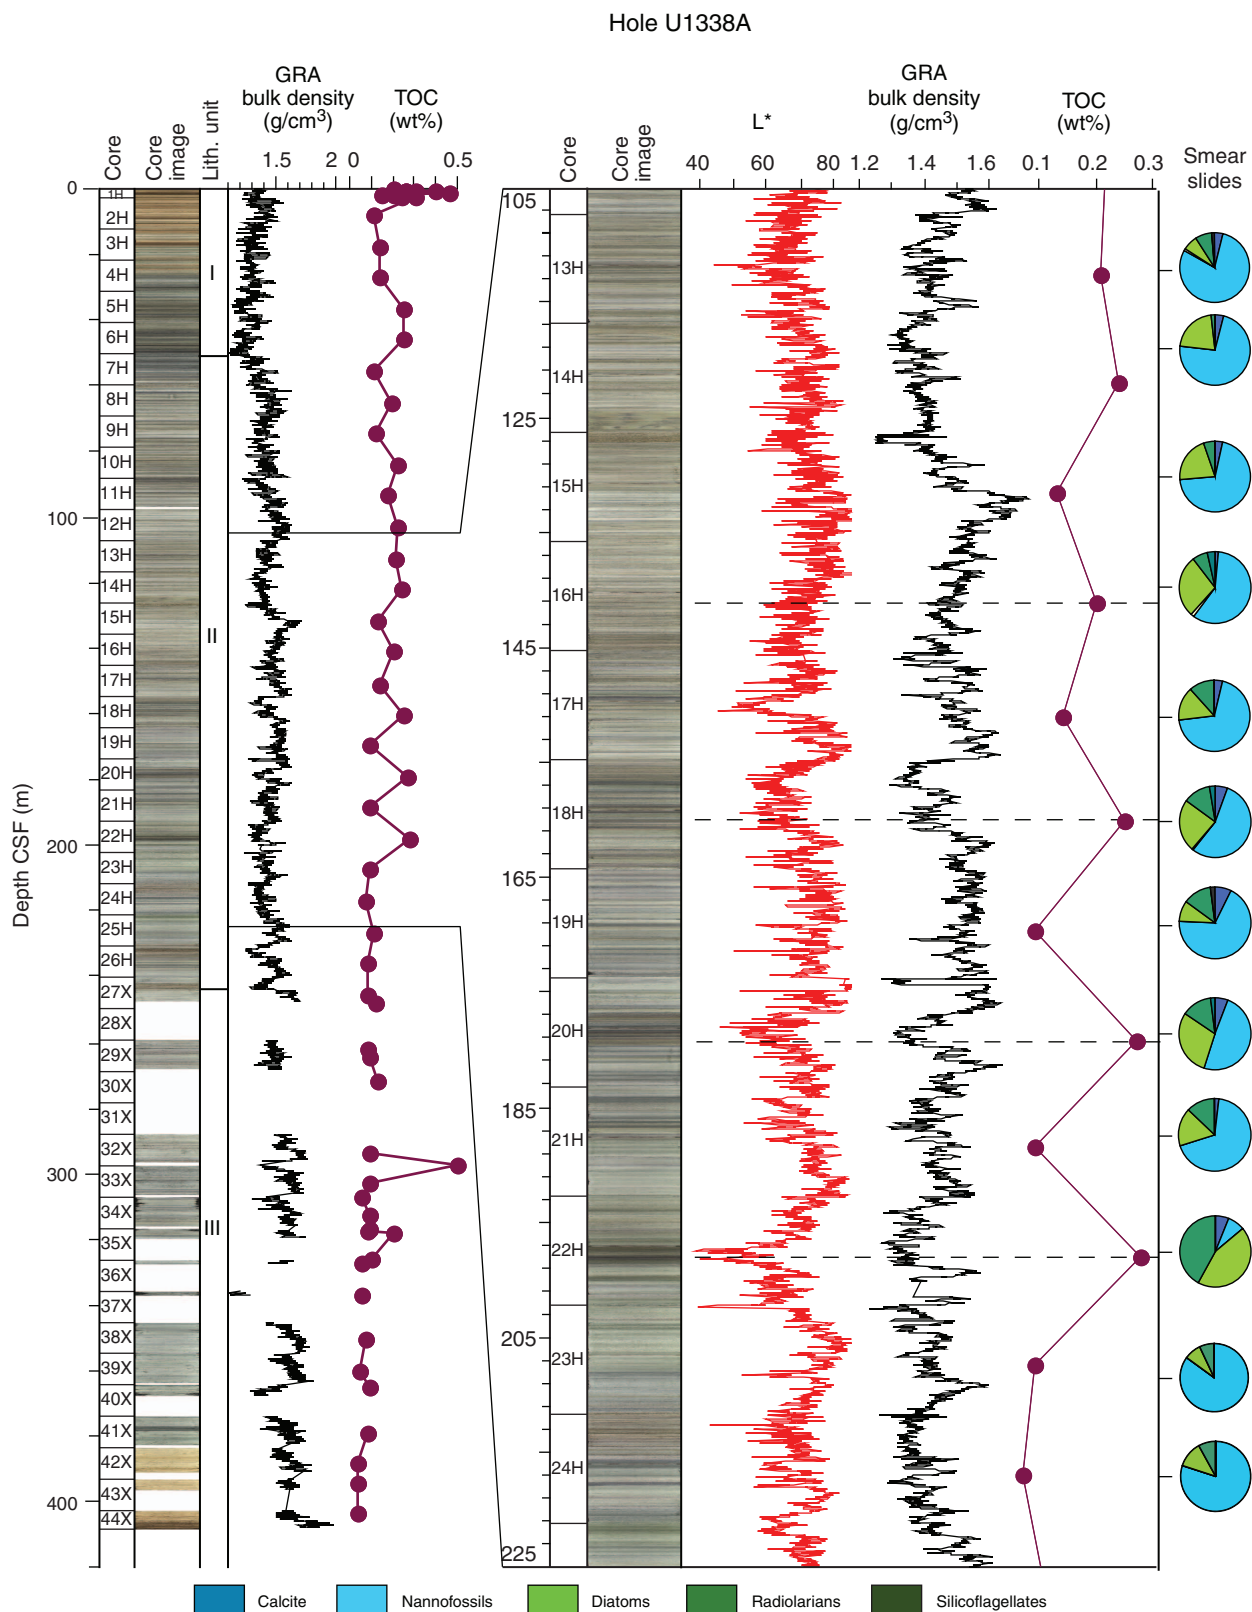 Hole U1338A
Core
Core image
Lith. unit
GRA
bulk density
(g/cm3)
TOC
(wt%)
1.5 2 0 0.5
Core
Core image
L*
40 60 80
GRA
bulk density
(g/cm3)
1.2 1.4 1.6
TOC
(wt%)
0.1 0.2 0.3
Smear
slides
Depth CSF (m)
0
100
200
300
400
1H
2H
3H
4H
5H
6H
7H
8H
9H
10H
11H
12H
13H
14H
15H
16H
17H
18H
19H
20H
21H
22H
23H
24H
25H
26H
27X
28X
29X
30X
31X
32X
33X
34X
35X
36X
37X
38X
39X
40X
41X
42X
43X
44X
I
II
III
105
125
145
165
185
205
225
13H
14H
15H
16H
17H
18H
19H
20H
21H
22H
23H
24H
Calcite Nannofossils Diatoms Radiolarians Silicoflagellates